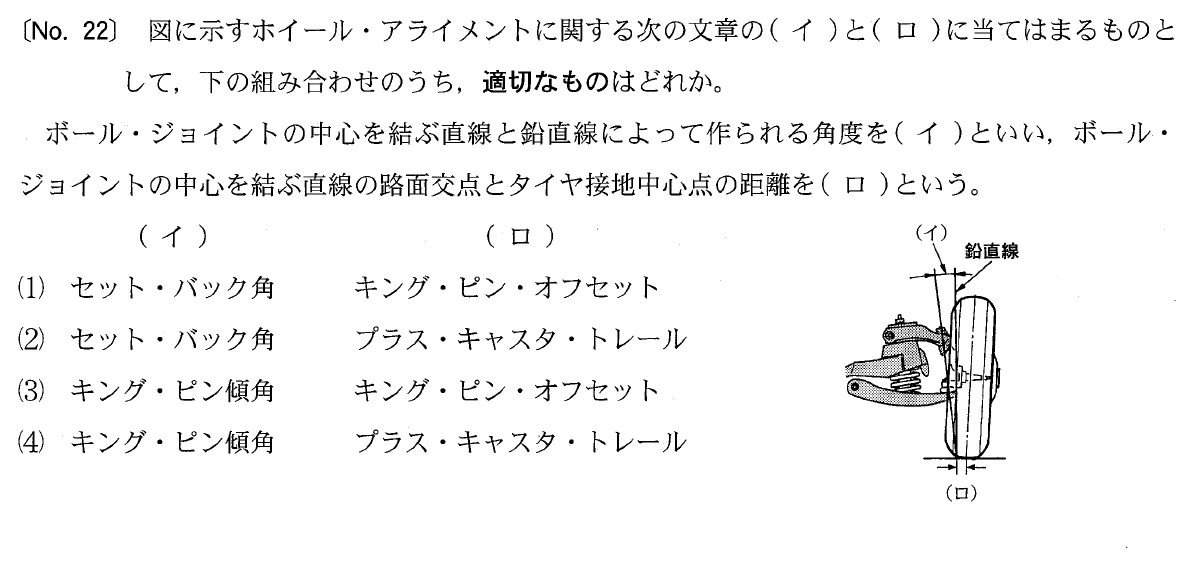 〔No. 22〕 図に示すホイール・アライメントに関する次の文章の( イ )と( ロ )に当てはまるものと
して，下の組み合わせのうち，適切なものはどれか。
ボール・ジョイントの中心を結ぶ直線と鉛直線によって作られる角度を( イ )といい，ボール・
ジョイントの中心を結ぶ直線の路面交点とタイヤ接地中心点の距離を( ロ )という。
( イ ) ( ロ )
(イ)
鉛直線
⑴ セット・バック角 キング・ピン・オフセット
⑵ セット・バック角 プラス・キャスタ・トレール
⑶ キング・ピン傾角 キング・ピン・オフセット
⑷ キング・ピン傾角 プラス・キャスタ・トレール
(ロ)